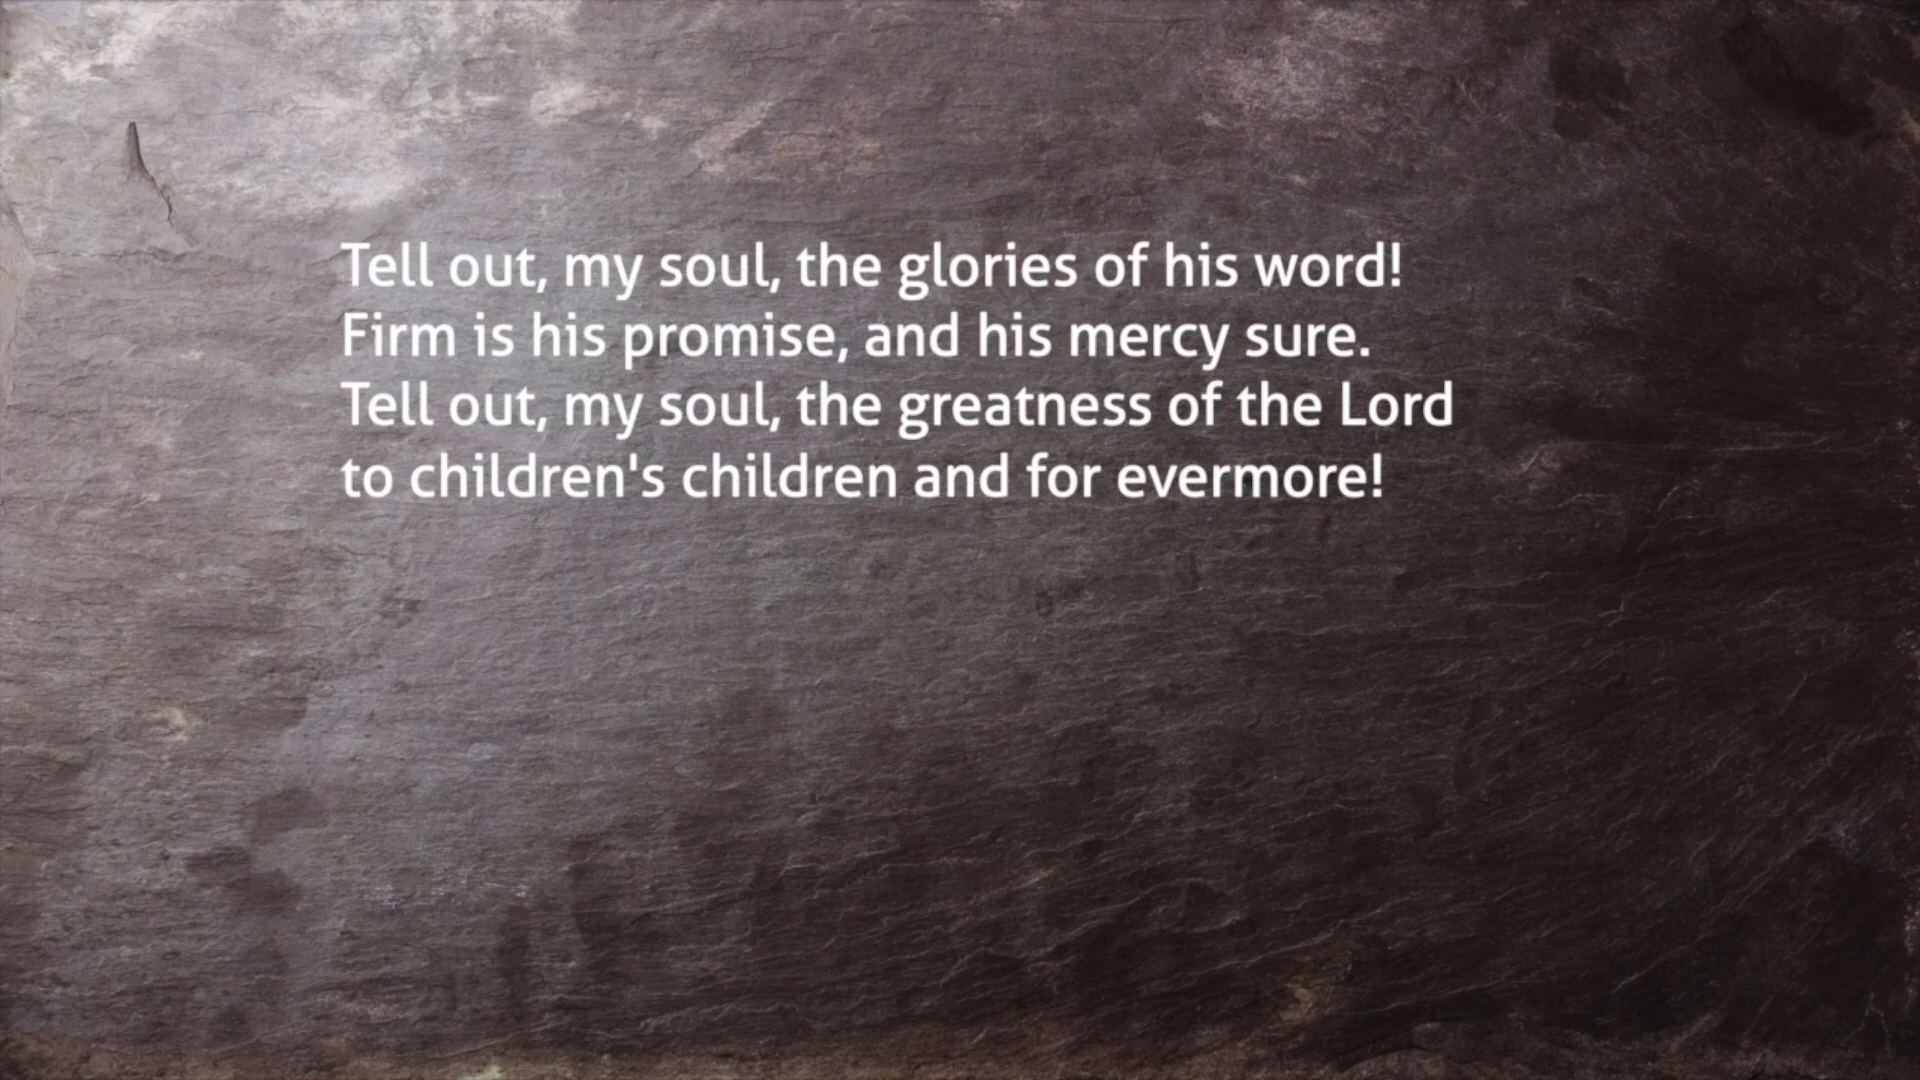 Tell out, my soul, the glories of his word!
Firm is his promise, and his mercy sure.
Tell out, my soul, the greatness of the Lord
to children's children and for evermore!